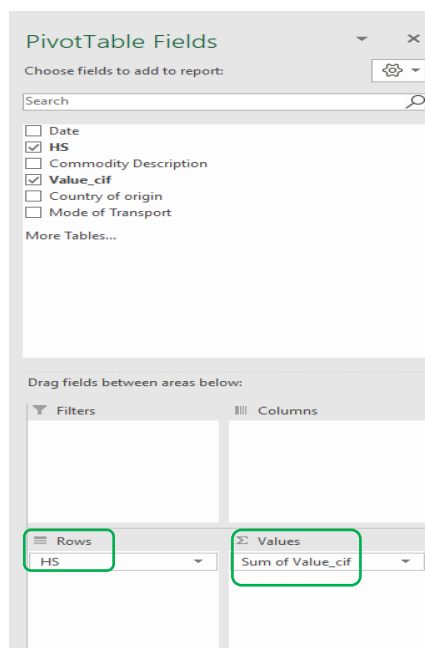 PivotTable Fields
Choose fields to add to report:
Search
Date
HS
Commodity Description
Value_cif
Country of origin
Mode of Transport
More Tables...
Drag fields between areas below:
Filters
Columns
Rows
Σ Values
HS
Sum of Value_cif